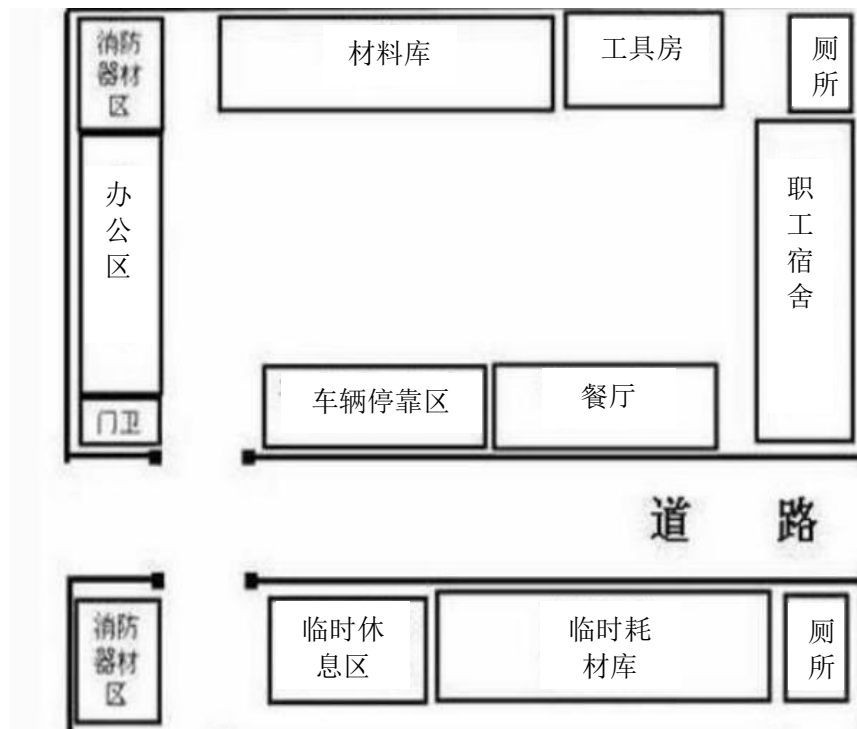 消防
器材
区
材料库
工具房
厕
所
办
公
区
职
工
宿
舍
车辆停靠区
餐厅
门卫
道 路
消防
器材
区
临时休
息区
临时耗
材库
厕
所